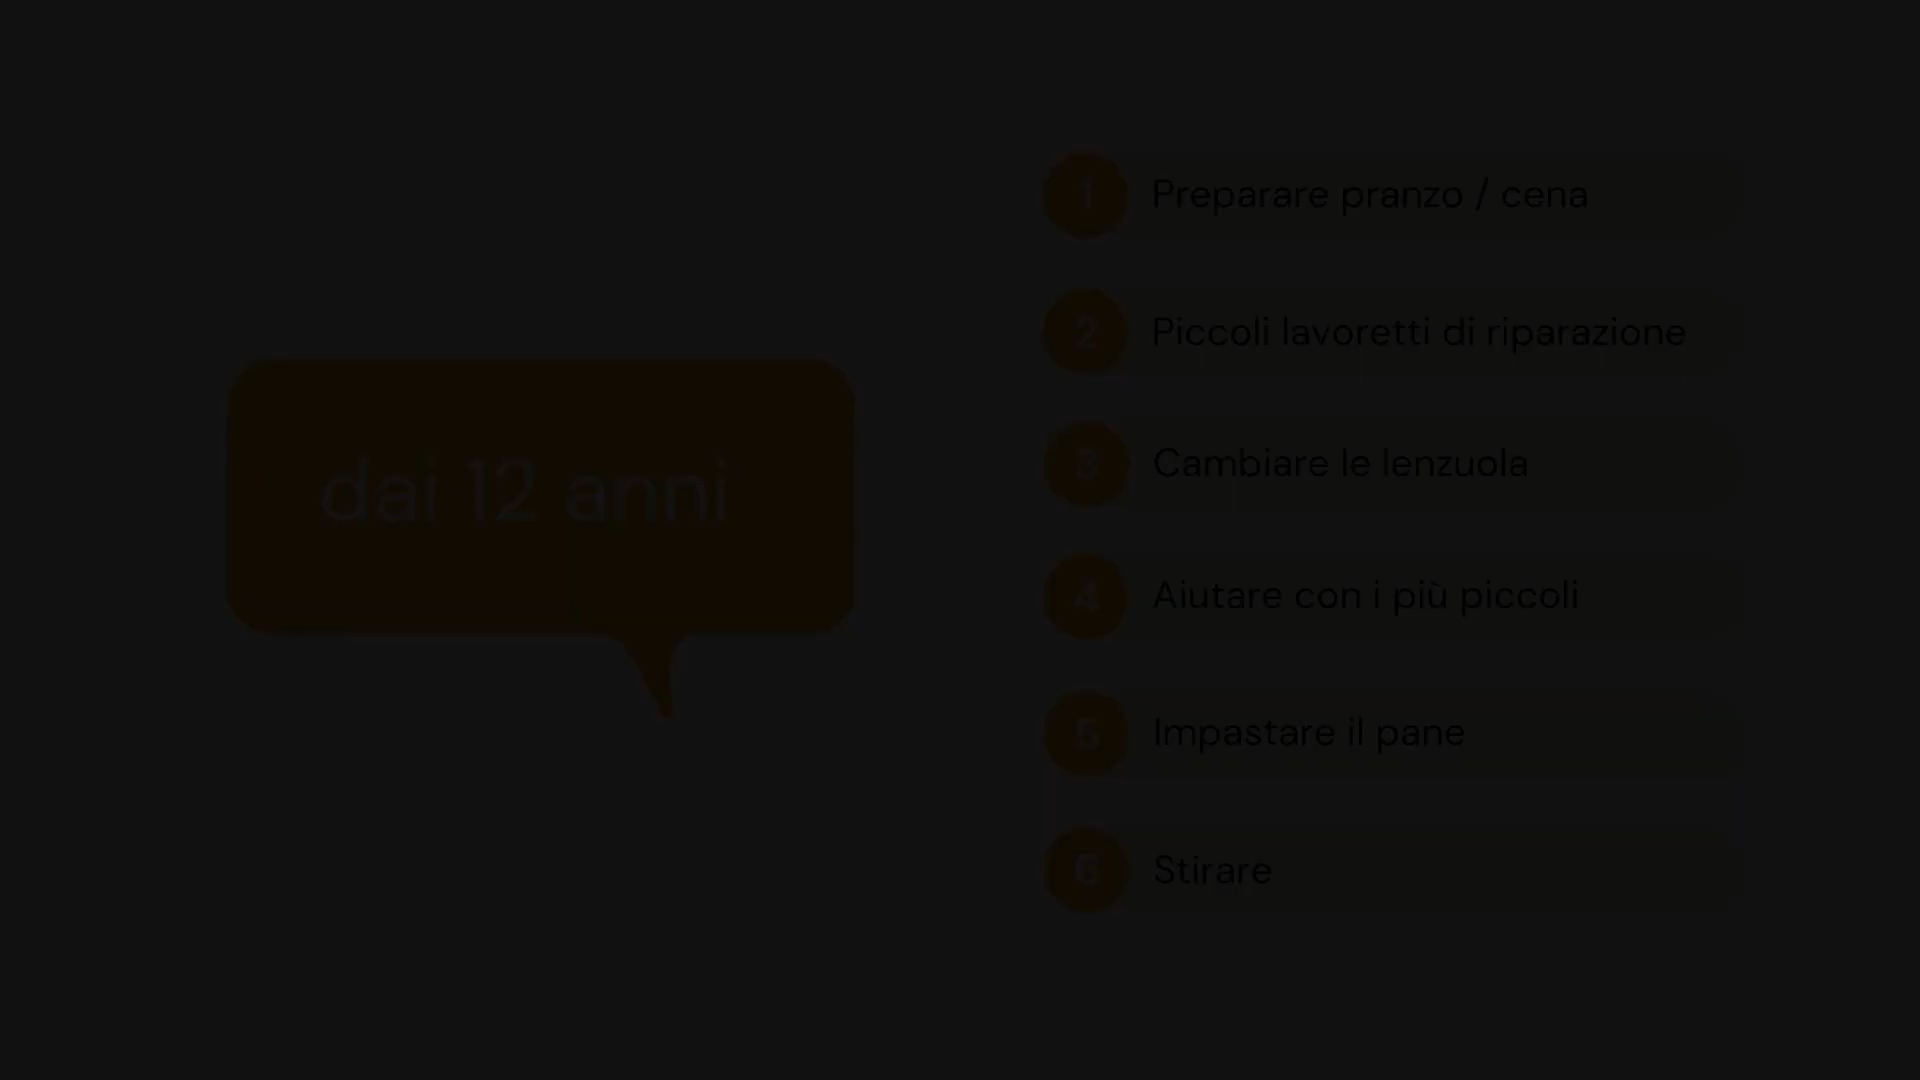 dai 12 anni
1 Preparare pranzo / cena
2 Piccoli lavoretti di riparazione
3 Cambiare le lenzuola
4 Aiutare con i più piccoli
5 Impastare il pane
6 Stirare